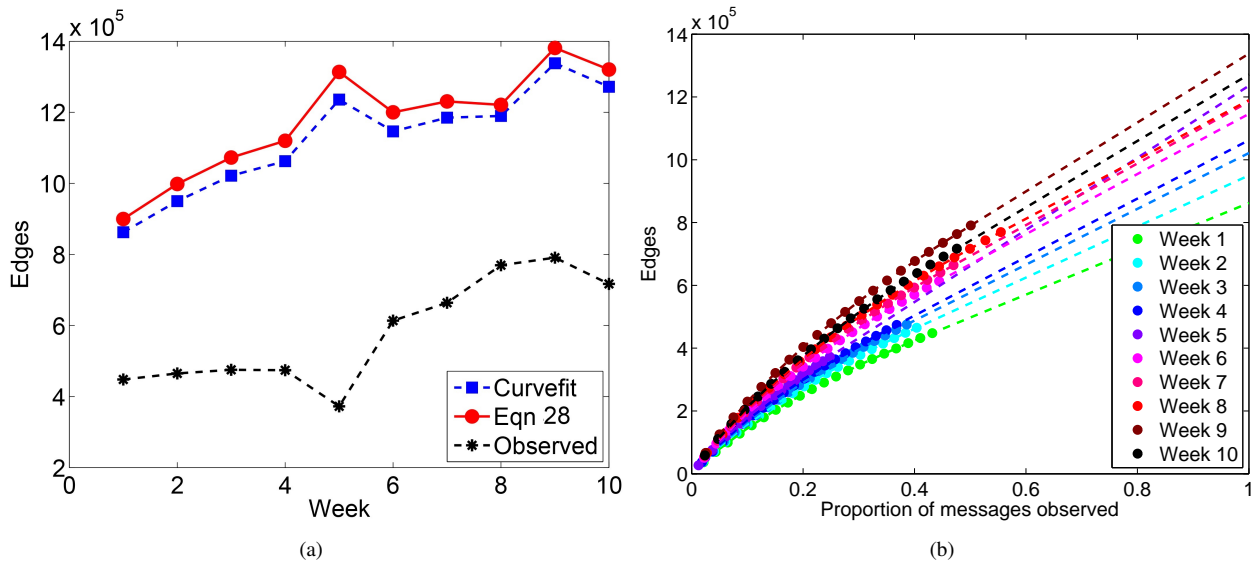 x 10^5
14
12
10
8
6
4
2
0
2
4
6
8
10
Edges
Week
Curvefit
Eqn 28
Observed
(a)
x 10^5
14
12
10
8
6
4
2
0
0
0.2
0.4
0.6
0.8
1
Edges
Proportion of messages observed
Week 1
Week 2
Week 3
Week 4
Week 5
Week 6
Week 7
Week 8
Week 9
Week 10
(b)